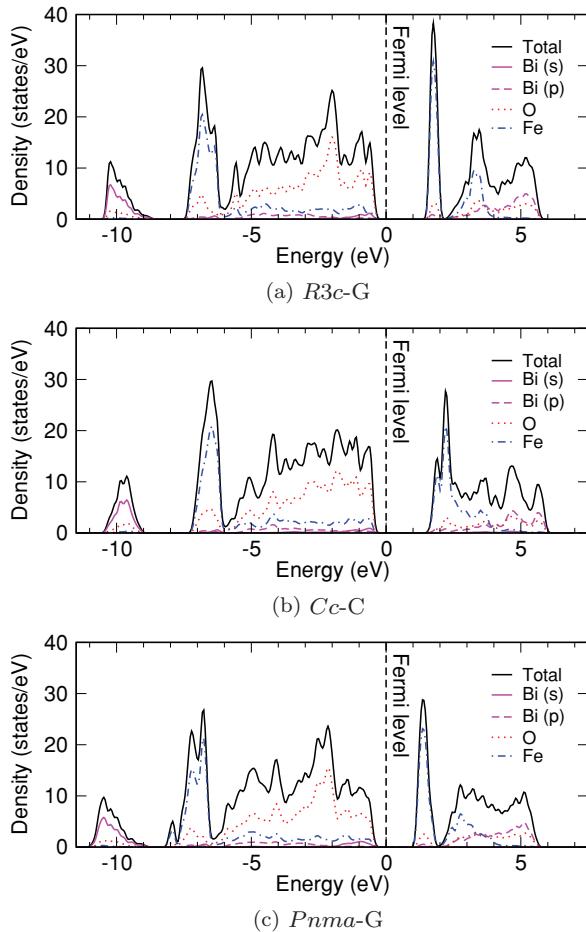 40
30
20
10
0
Density (states/eV)
Fermi level
Total
Bi (s)
Bi (p)
O
Fe
-10 -5 0 5
Energy (eV)
(a) R3c-G
40
30
20
10
0
Density (states/eV)
Fermi level
Total
Bi (s)
Bi (p)
O
Fe
-10 -5 0 5
Energy (eV)
(b) Cc-C
40
30
20
10
0
Density (states/eV)
Fermi level
Total
Bi (s)
Bi (p)
O
Fe
-10 -5 0 5
Energy (eV)
(c) Pnma-G